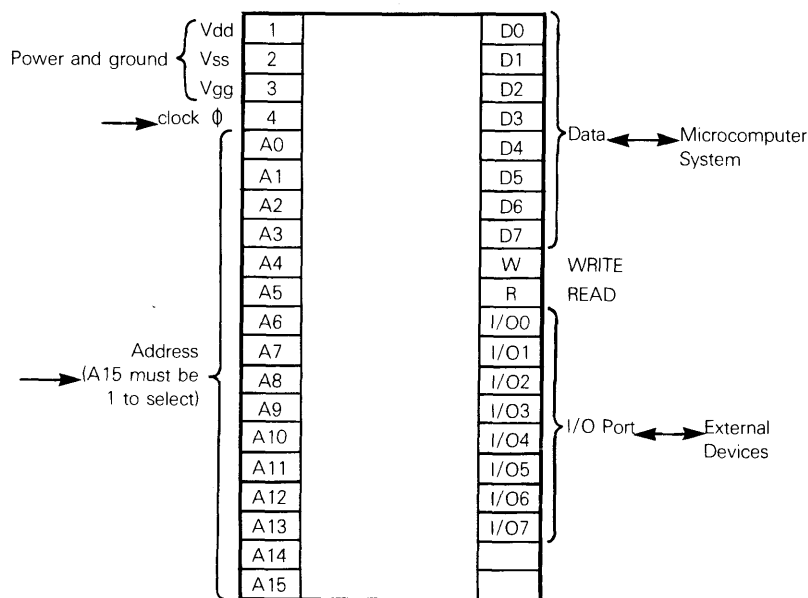 Vdd 1 D0
Power and ground Vss 2 D1
Vgg 3 D2
clock ϕ 4 D3
A0 D4 Data Microcomputer System
A1 D5
A2 D6
A3 D7
A4 W WRITE
A5 R READ
A6 I/O0
A7 I/O1
Address (A15 must be 1 to select)
A8 I/O2
A9 I/O3
A10 I/O4 I/O Port External Devices
A11 I/O5
A12 I/O6
A13 I/O7
A14
A15